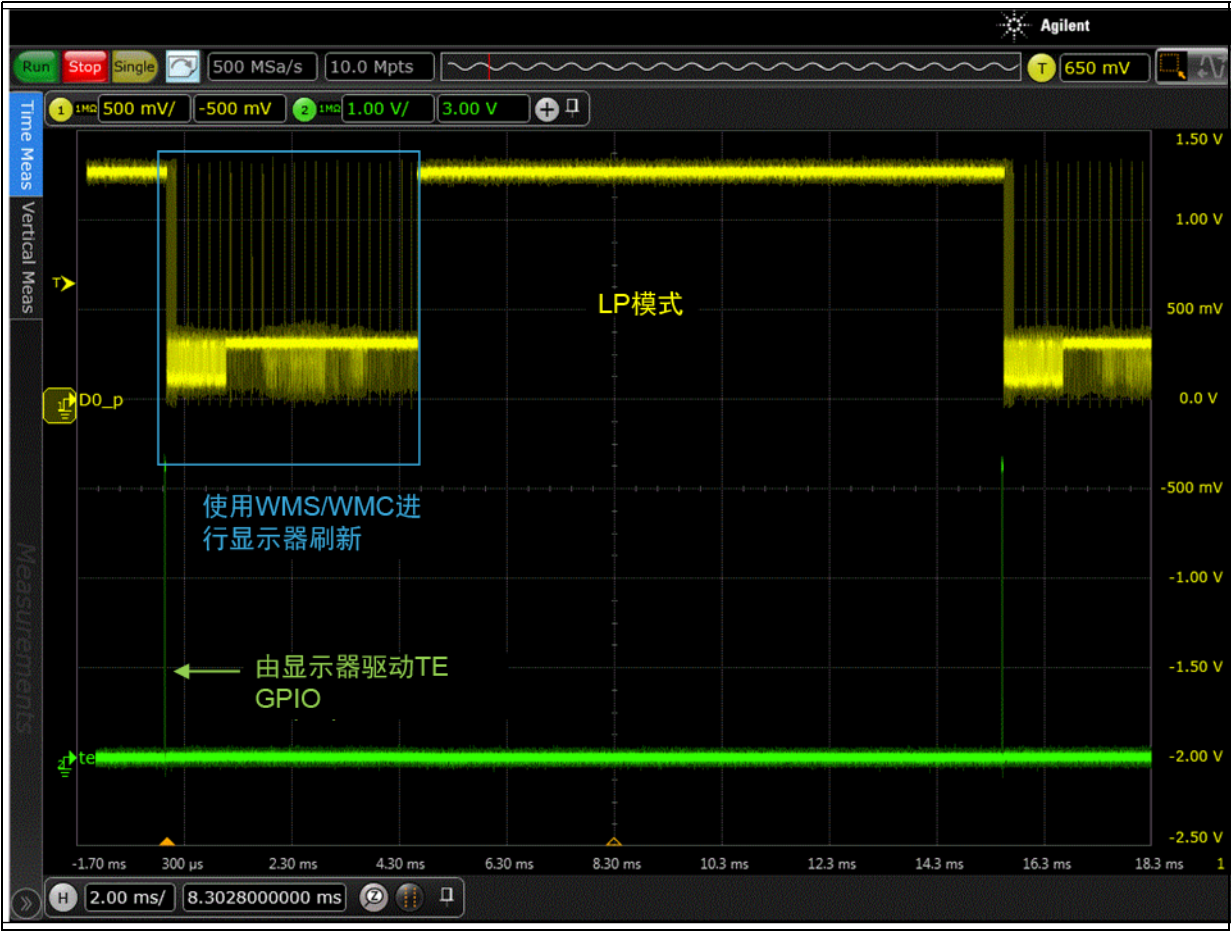 Agilent
Run Stop Single 500 MSa/s 10.0 Mpts T 650 mV
1 1MΩ 500 mV/ -500 mV 2 1MΩ 1.00 V/ 3.00 V
Time Meas
Vertical Meas
Measurements
1.50 V
1.00 V
T
LP模式
500 mV
1 D0_p
0.0 V
-500 mV
使用WMS/WMC进
行显示器刷新
-1.00 V
由显示器驱动TE
GPIO
-1.50 V
2 te
-2.00 V
-2.50 V
-1.70 ms 300 µs 2.30 ms 4.30 ms 6.30 ms 8.30 ms 10.3 ms 12.3 ms 14.3 ms 16.3 ms 18.3 ms 1
H 2.00 ms/ 8.3028000000 ms Z